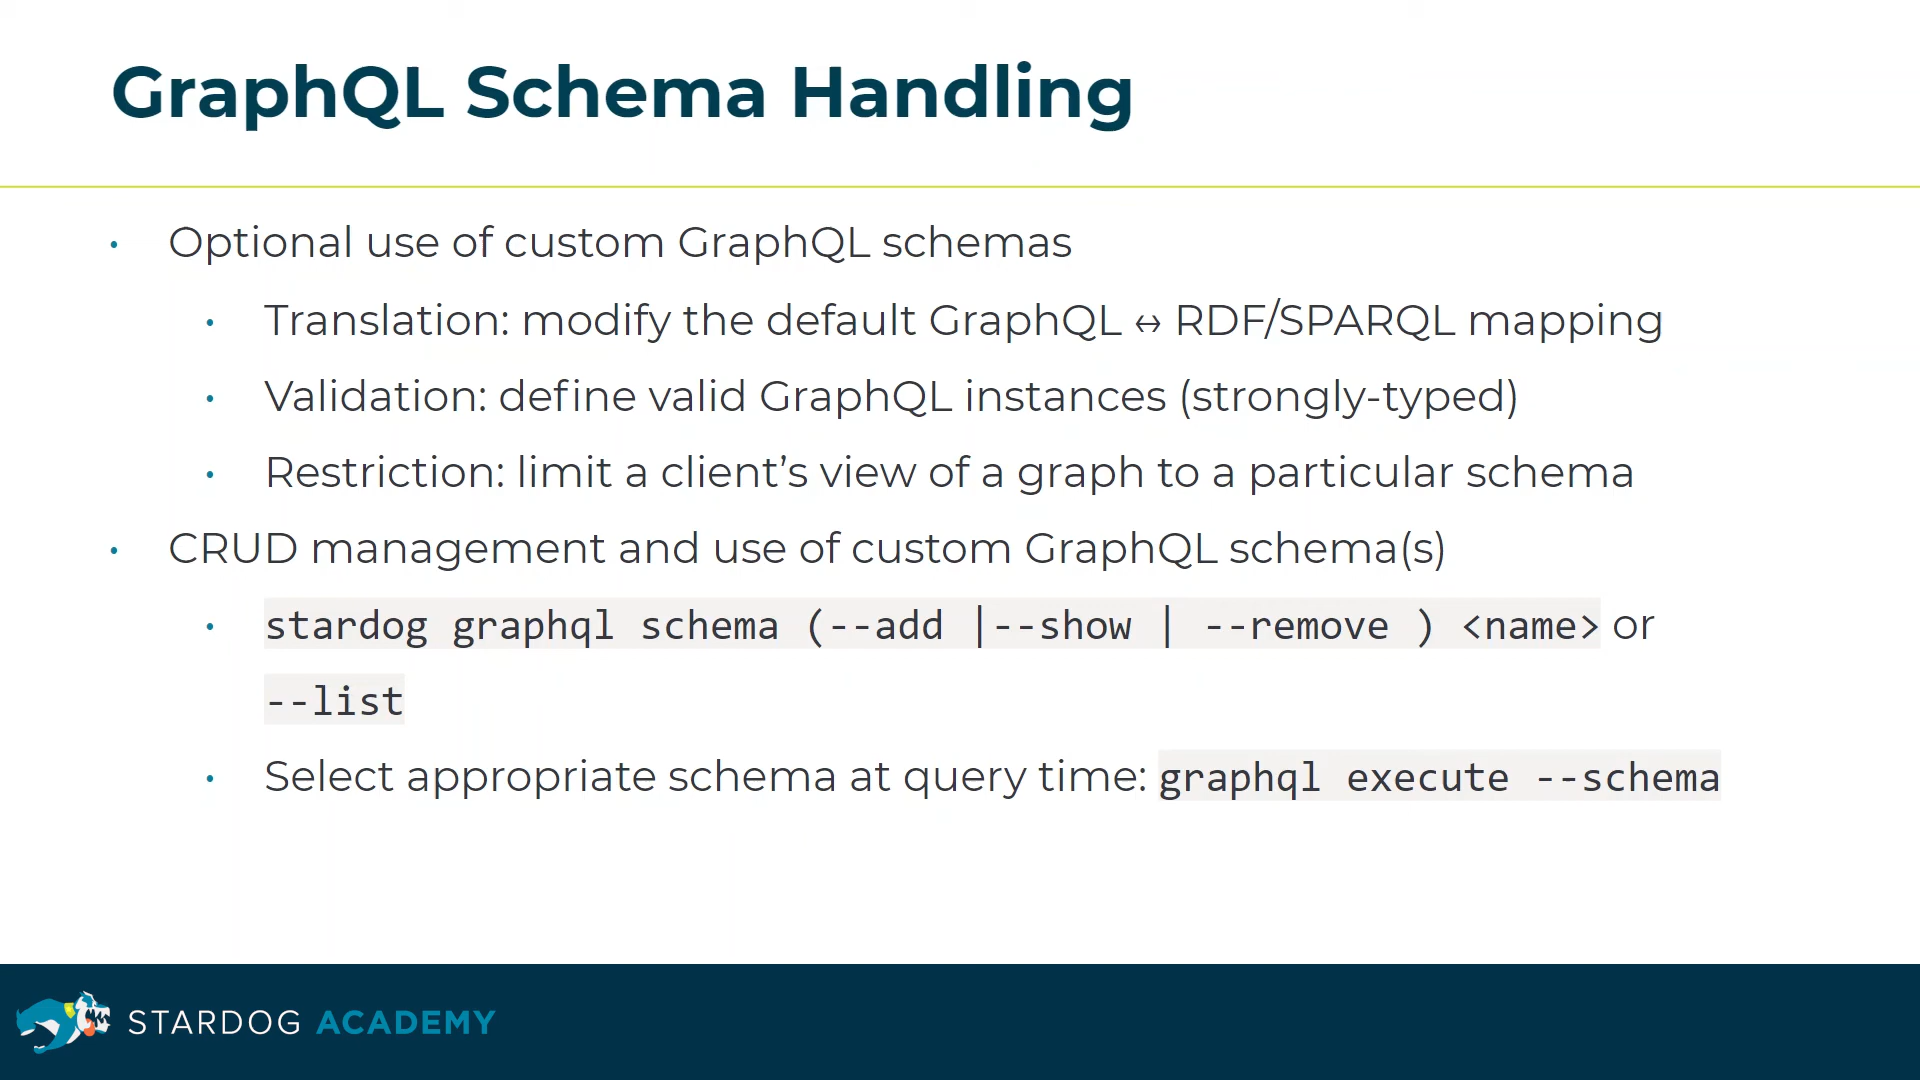 GraphQL Schema Handling
• Optional use of custom GraphQL schemas
• Translation: modify the default GraphQL ↔ RDF/SPARQL mapping
• Validation: define valid GraphQL instances (strongly-typed)
• Restriction: limit a client’s view of a graph to a particular schema
• CRUD management and use of custom GraphQL schema(s)
• stardog graphql schema (--add |--show | --remove ) <name> or
--list
• Select appropriate schema at query time: graphql execute --schema
STARDOG ACADEMY